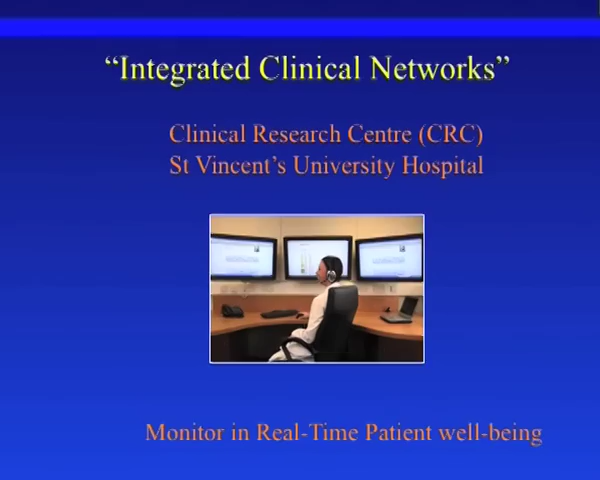 “Integrated Clinical Networks”
Clinical Research Centre (CRC)
St Vincent’s University Hospital
Monitor in Real-Time Patient well-being